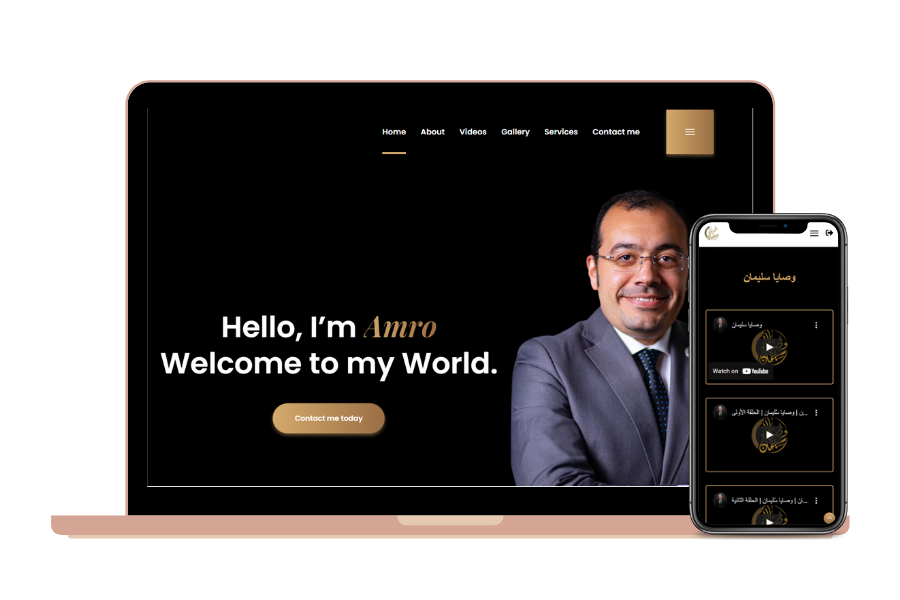 Home About Videos Gallery Services Contact me
Hello, I'm Amro
Welcome to my World.
Contact me today
وصايا سليمان
وصايا سليمان
Watch on YouTube
...ن | وصايا سليمان | الحلقة الأولى
...ان | وصايا سليمان | الحلقة الثانية